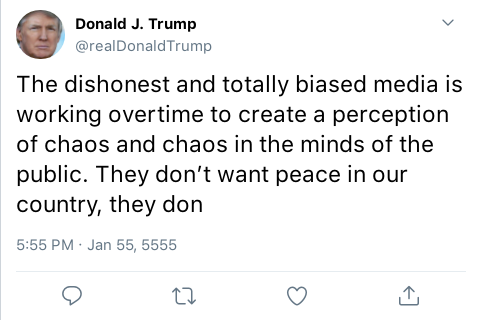 Donald J. Trump
@realDonaldTrump
The dishonest and totally biased media is
working overtime to create a perception
of chaos and chaos in the minds of the
public. They don’t want peace in our
country, they don
5:55 PM · Jan 55, 5555